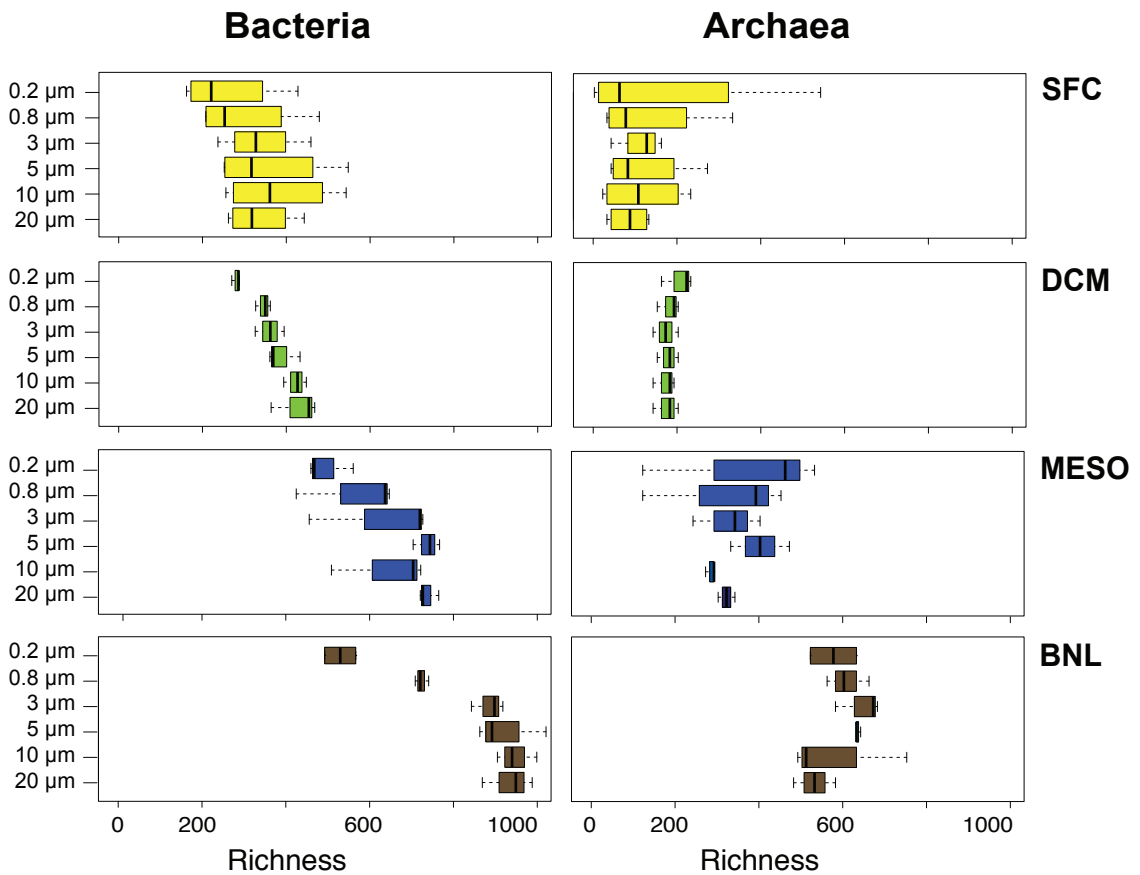 Bacteria Archaea
0.2 µm SFC
0.8 µm
3 µm
5 µm
10 µm
20 µm
0.2 µm DCM
0.8 µm
3 µm
5 µm
10 µm
20 µm
0.2 µm MESO
0.8 µm
3 µm
5 µm
10 µm
20 µm
0.2 µm BNL
0.8 µm
3 µm
5 µm
10 µm
20 µm
0 200 600 1000 0 200 600 1000
Richness Richness